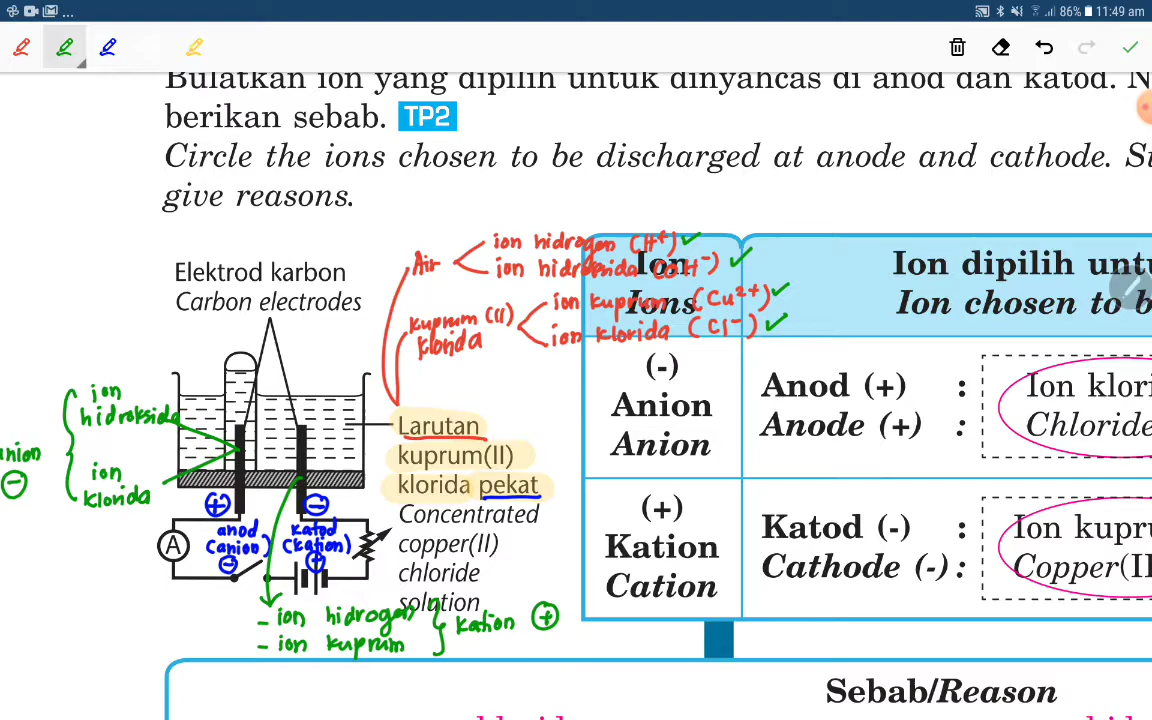 86% 11:49 am
Bulatkan ion yang dipilih untuk dinyahcas di anod dan katod. N
berikan sebab. TP2
Circle the ions chosen to be discharged at anode and cathode. S
give reasons.
Air
ion hidrogen (H+) ✓
ion hidroksida (OH-) ✓
kuprum (II)
klorida
ion kuprum (Cu2+) ✓
ion klorida (Cl-) ✓
Elektrod karbon
Carbon electrodes
Ion
Ions
Ion dipilih unt
Ion chosen to b
ion
hidroksida
ion
klorida
anion
-
Larutan
kuprum(II)
klorida pekat
Concentrated
copper(II)
chloride
solution
+
-
anod
(anion)
-
katod
(kation)
+
A
- ion hidrogen
- ion kuprum
kation +
(-)
Anion
Anion
Anod (+) :
Anode (+) :
Ion klori
Chloride
(+)
Kation
Cation
Katod (-) :
Cathode (-) :
Ion kupru
Copper(II
Sebab/Reason